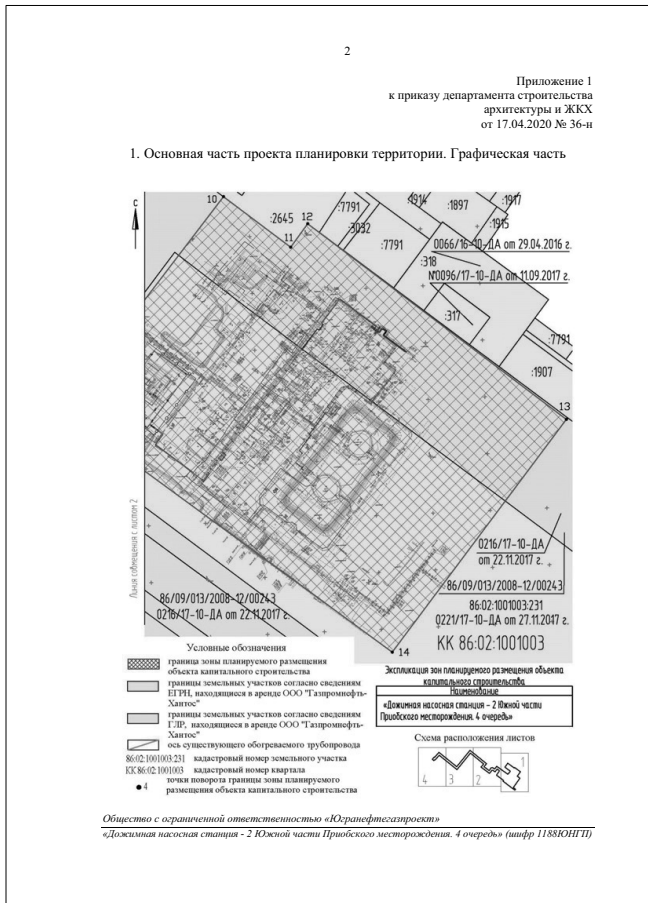 2
Приложение 1
к приказу департамента строительства
архитектуры и ЖКХ
от 17.04.2020 № 36-н
1. Основная часть проекта планировки территории. Графическая часть
С
10
:2645
11
12
:7791
:3032
:7791
:1914
:1897
:1917
:1915
0066/16-10-ДА от 29.04.2016 г.
:318
№0096/17-10-ДА от 11.09.2017 г.
:317
:7791
:1907
13
Линия совмещения с листом 2
0216/17-10-ДА
от 22.11.2017 г.
86/09/013/2008-12/00243
86/09/013/2008-12/00243
0216/17-10-ДА от 22.11.2017 г.
86:02:1001003:231
0221/17-10-ДА от 27.11.2017 г.
КК 86:02:1001003
14
Условные обозначения
граница зоны планируемого размещения
объекта капитального строительства
границы земельных участков согласно сведениям
ЕГРН, находящиеся в аренде ООО "Газпромнефть-
Хантос"
границы земельных участков согласно сведениям
ГЛР, находящиеся в аренде ООО "Газпромнефть-
Хантос"
ось существующего обогреваемого трубопровода
86:02:1001003:231 кадастровый номер земельного участка
КК 86:02:1001003 кадастровый номер квартала
4 точки поворота границы зоны планируемого
размещения объекта капитального строительства
Экспликация зон планируемого размещения объекта
капитального строительства
Наименование
«Дожимная насосная станция – 2 Южной части
Приобского месторождения. 4 очередь»
Схема расположения листов
4 3 2 1
Общество с ограниченной ответственностью «Югранефтегазпроект»
«Дожимная насосная станция - 2 Южной части Приобского месторождения. 4 очередь» (шифр 1188ЮНГП)